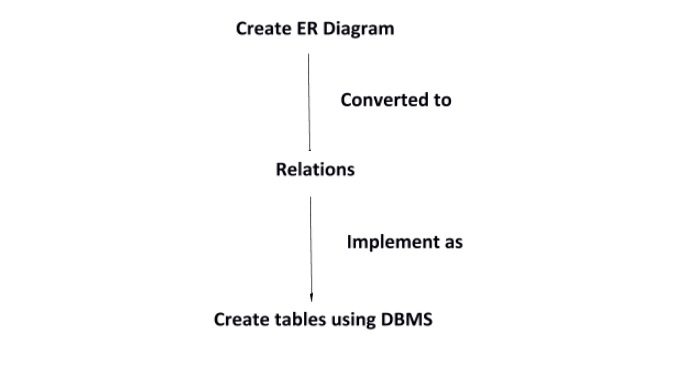 Create ER Diagram
Converted to
Relations
Implement as
Create tables using DBMS